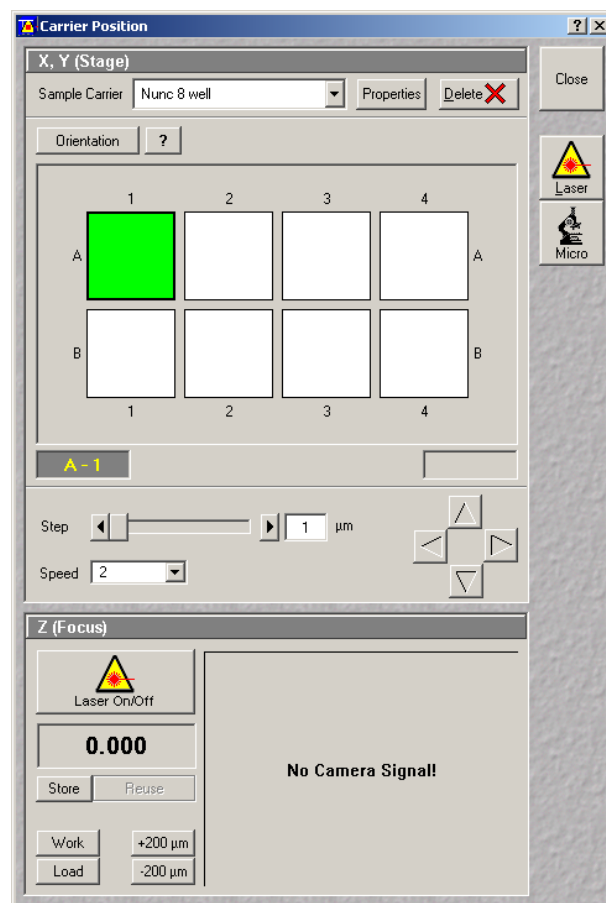 Carrier Position
? X
X, Y (Stage)
Sample Carrier Nunc 8 well Properties Delete
Close
Orientation ?
Laser
Micro
1 2 3 4
A A
B B
1 2 3 4
A - 1
Step 1 µm
Speed 2
Z (Focus)
Laser On/Off
0.000
No Camera Signal!
Store Reuse
Work +200 µm
Load -200 µm